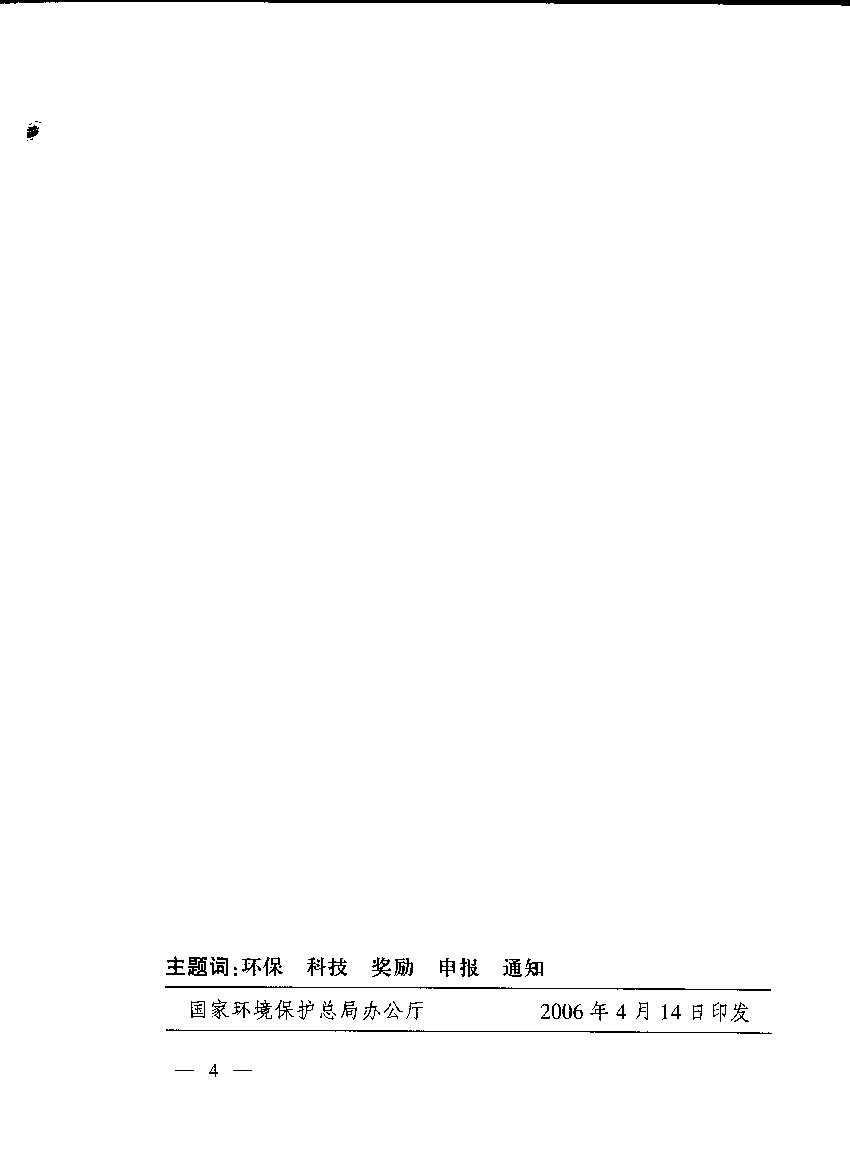 主题词:环保 科技 奖励 申报 通知
国家环境保护总局办公厅 2006年4月14日印发
— 4 —